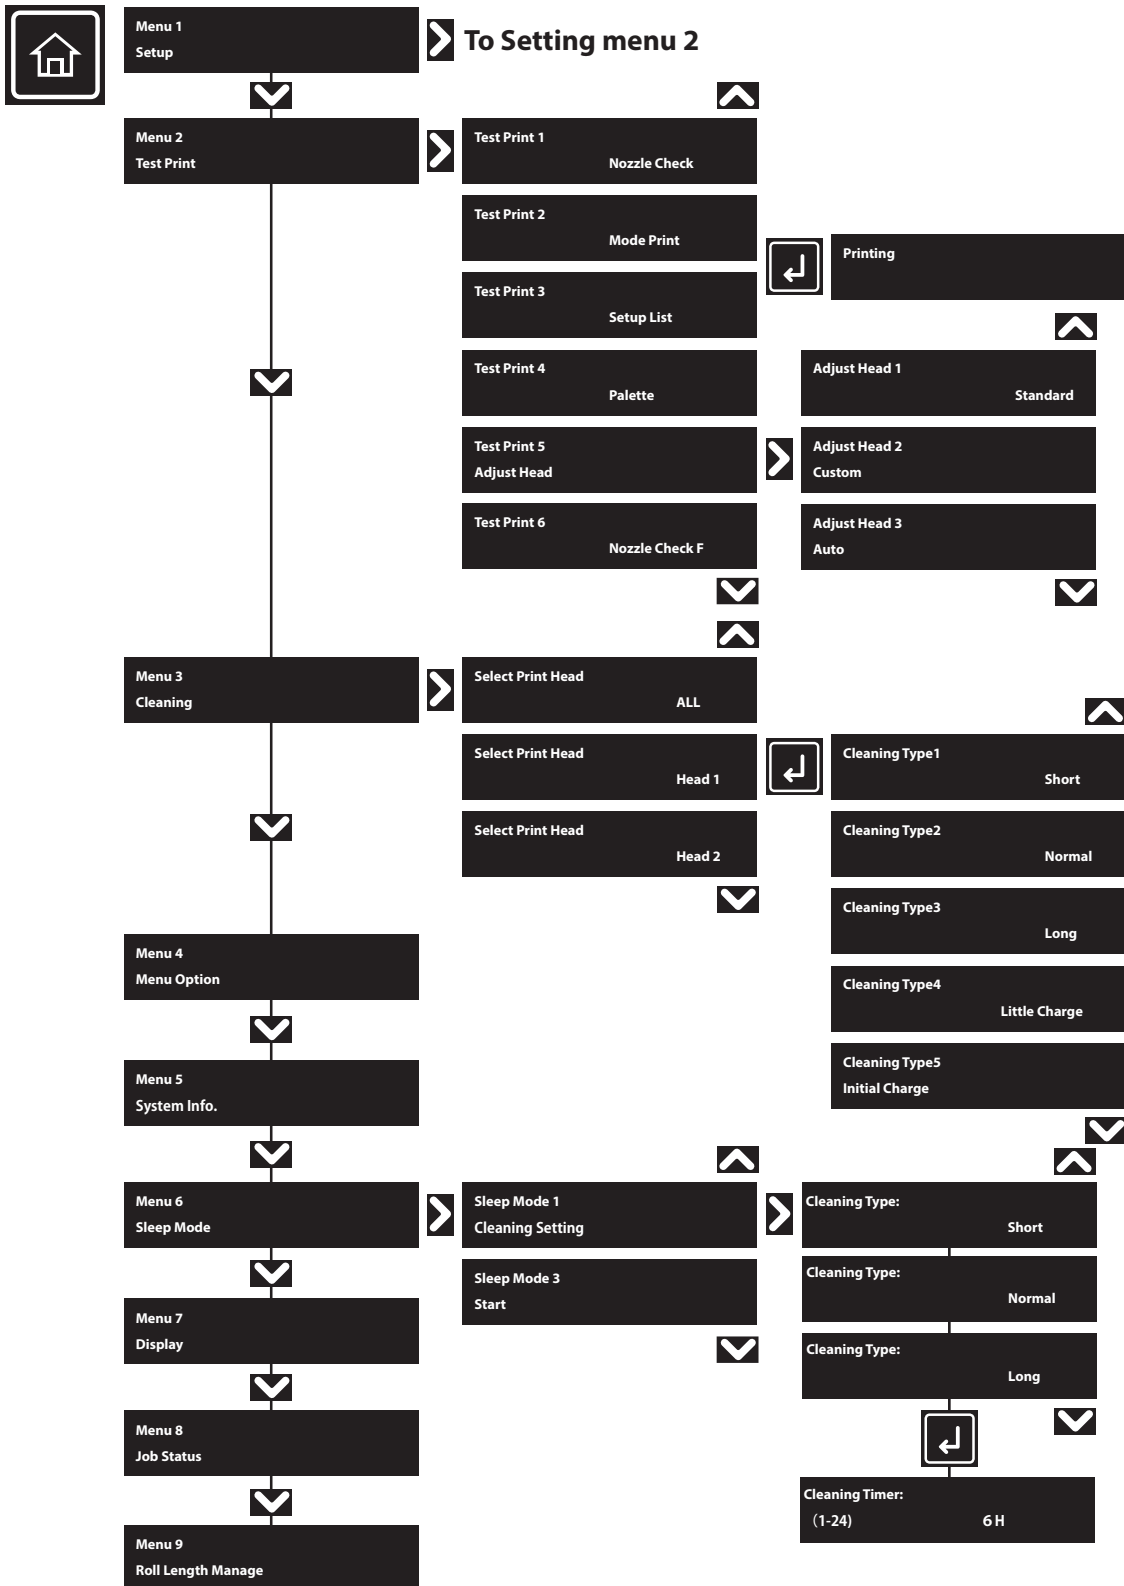 Menu 1
Setup
To Setting menu 2
Menu 2
Test Print
Test Print 1
Nozzle Check
Test Print 2
Mode Print
Printing
Test Print 3
Setup List
Test Print 4
Palette
Adjust Head 1
Standard
Test Print 5
Adjust Head
Adjust Head 2
Custom
Test Print 6
Nozzle Check F
Adjust Head 3
Auto
Menu 3
Cleaning
Select Print Head
ALL
Select Print Head
Head 1
Cleaning Type1
Short
Select Print Head
Head 2
Cleaning Type2
Normal
Cleaning Type3
Long
Menu 4
Menu Option
Cleaning Type4
Little Charge
Menu 5
System Info.
Cleaning Type5
Initial Charge
Menu 6
Sleep Mode
Sleep Mode 1
Cleaning Setting
Cleaning Type:
Short
Sleep Mode 3
Start
Cleaning Type:
Normal
Menu 7
Display
Cleaning Type:
Long
Menu 8
Job Status
Cleaning Timer:
(1-24) 6 H
Menu 9
Roll Length Manage